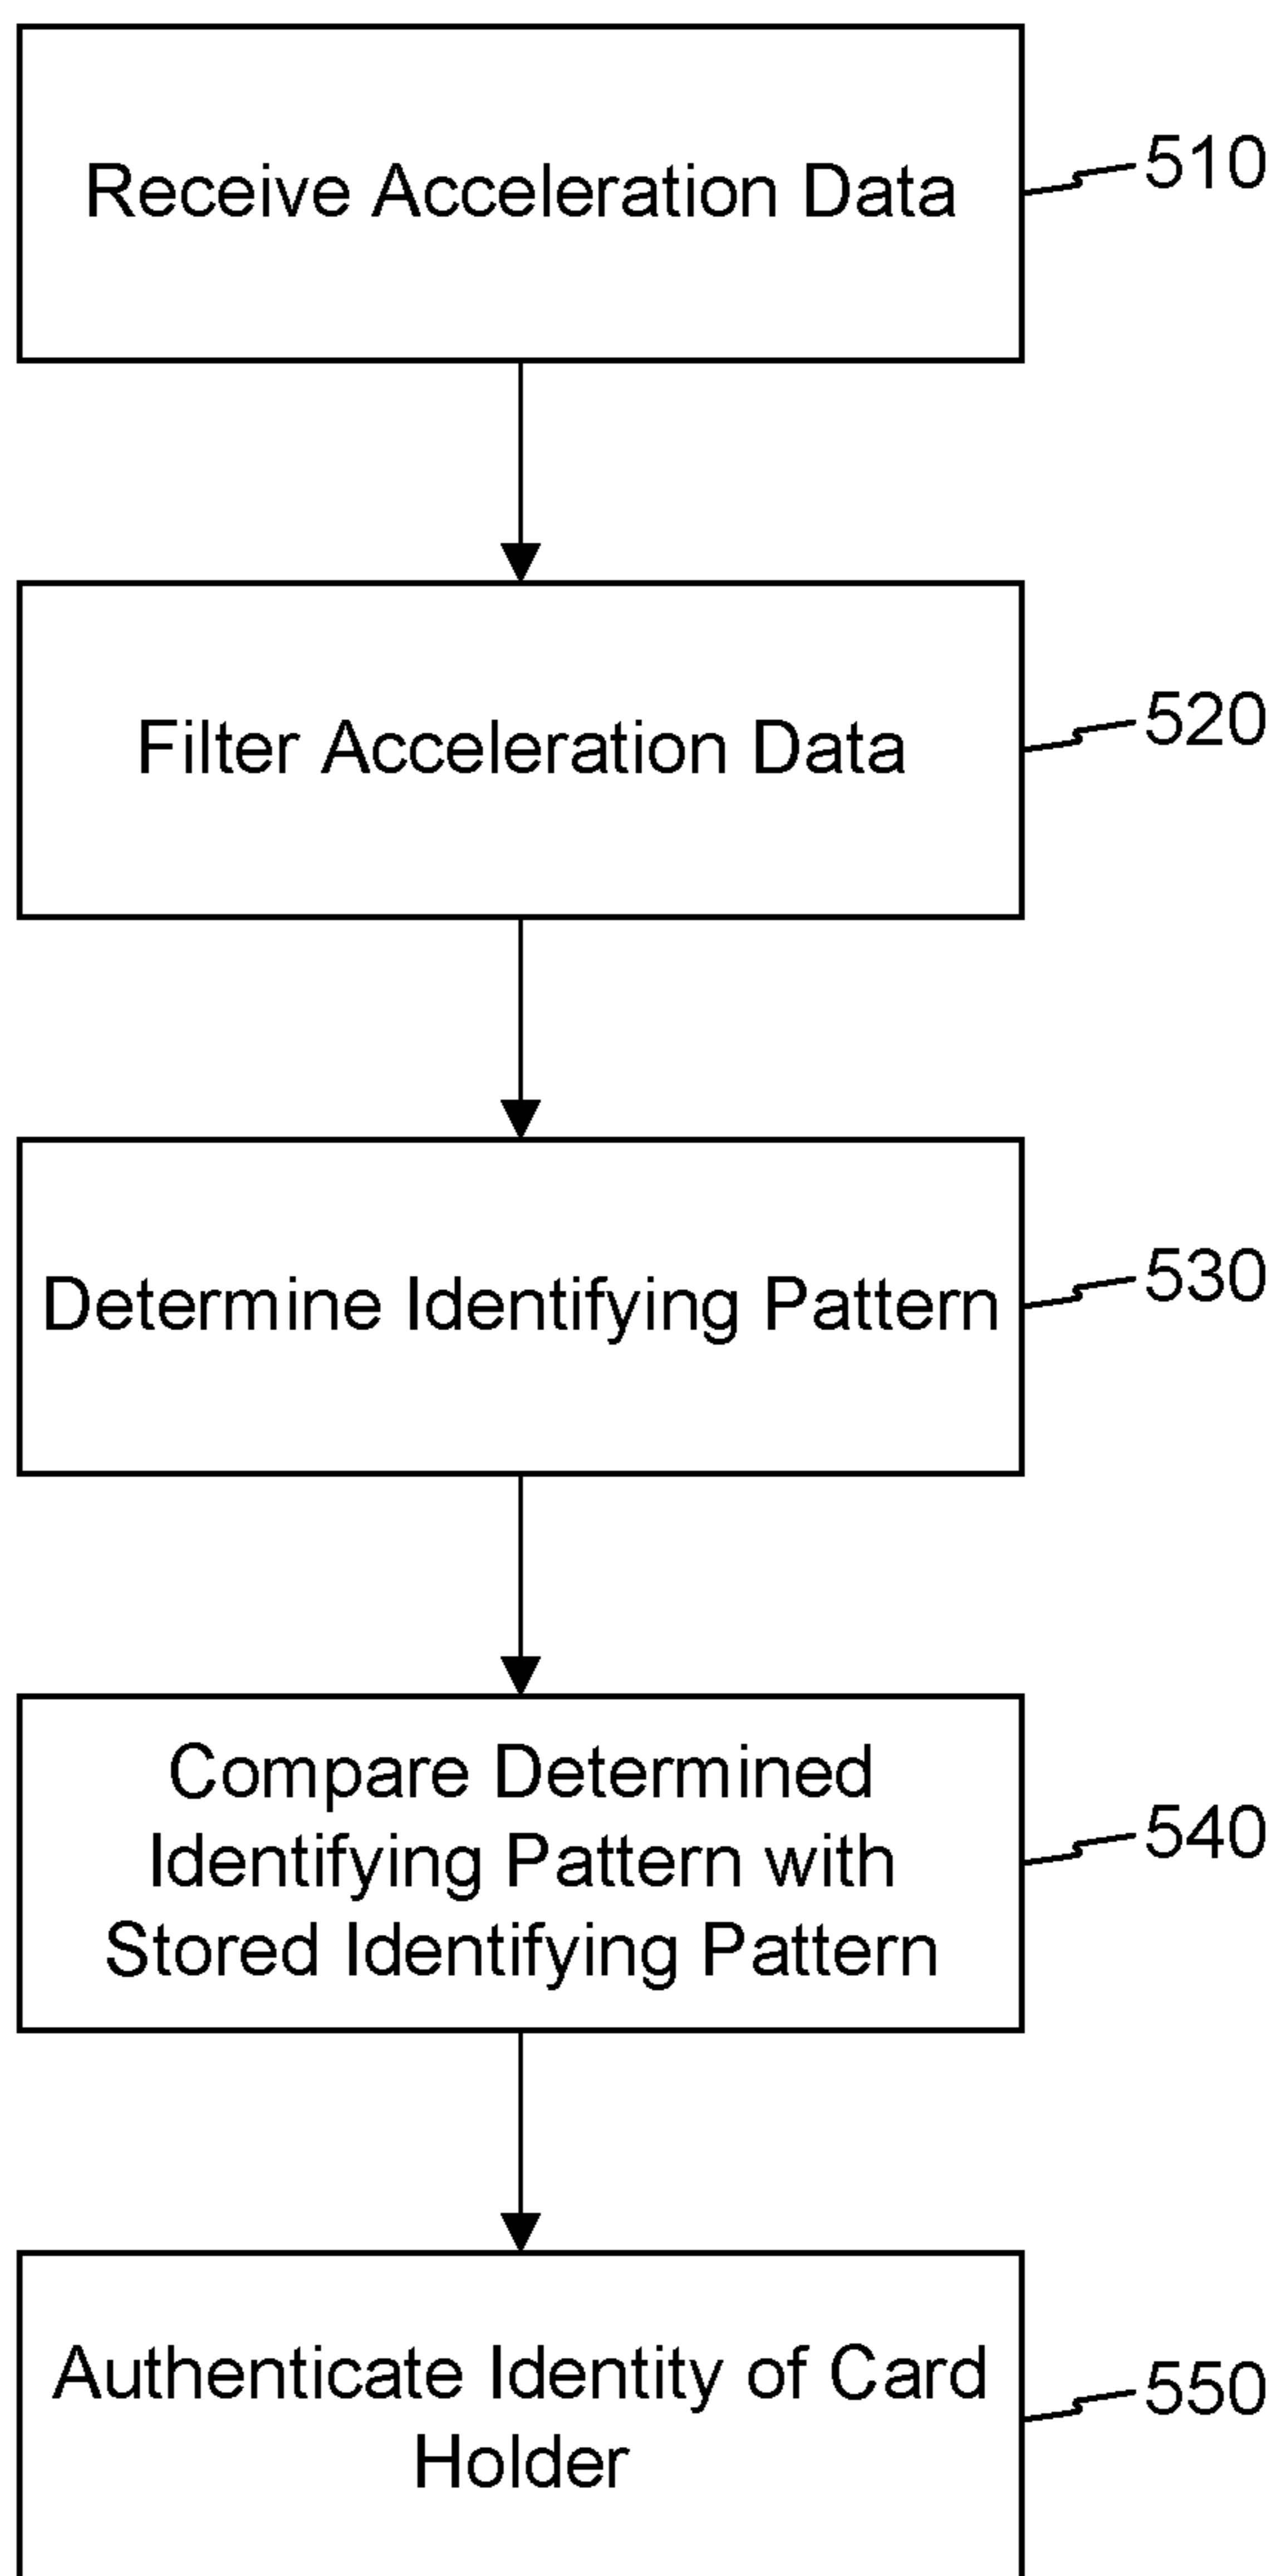 Receive Acceleration Data
510
Filter Acceleration Data
520
Determine Identifying Pattern
530
Compare Determined
Identifying Pattern with
Stored Identifying Pattern
540
Authenticate Identity of Card
Holder
550